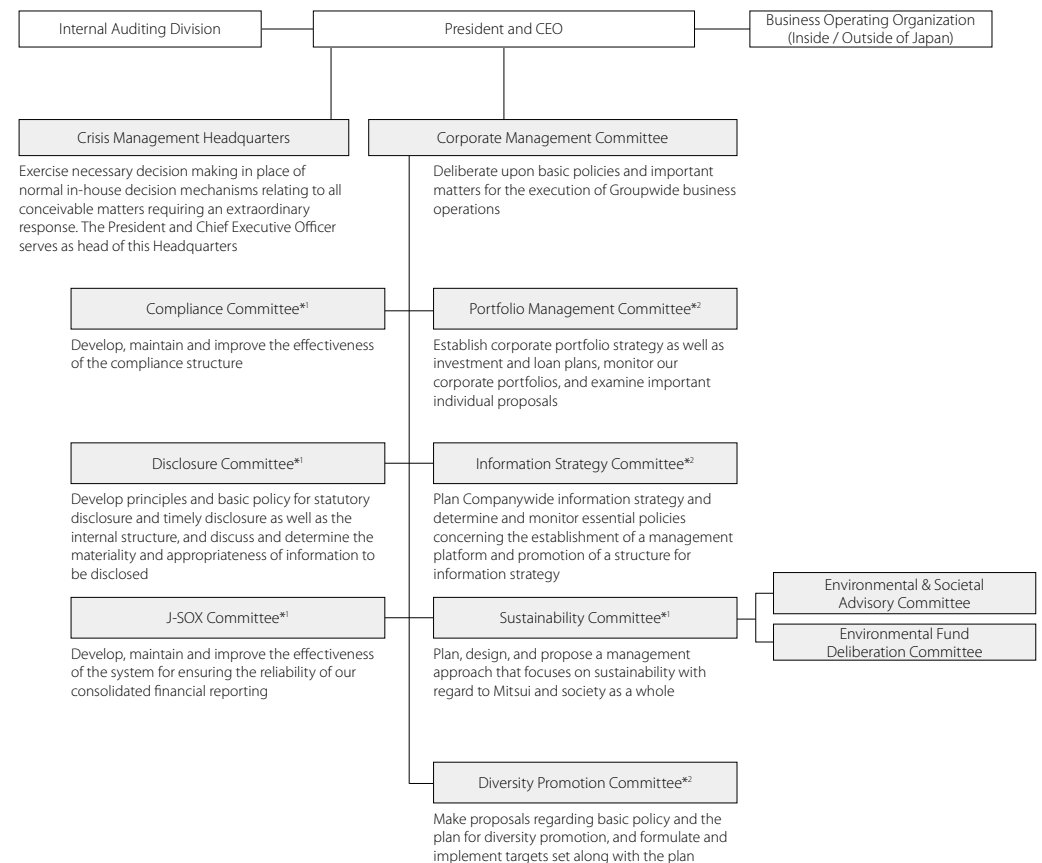 Internal Auditing Division
President and CEO
Business Operating Organization
(Inside / Outside of Japan)
Crisis Management Headquarters
Exercise necessary decision making in place of
normal in-house decision mechanisms relating to all
conceivable matters requiring an extraordinary
response. The President and Chief Executive Officer
serves as head of this Headquarters
Corporate Management Committee
Deliberate upon basic policies and important
matters for the execution of Groupwide business
operations
Compliance Committee*1
Develop, maintain and improve the effectiveness
of the compliance structure
Portfolio Management Committee*2
Establish corporate portfolio strategy as well as
investment and loan plans, monitor our
corporate portfolios, and examine important
individual proposals
Disclosure Committee*1
Develop principles and basic policy for statutory
disclosure and timely disclosure as well as the
internal structure, and discuss and determine the
materiality and appropriateness of information to
be disclosed
Information Strategy Committee*2
Plan Companywide information strategy and
determine and monitor essential policies
concerning the establishment of a management
platform and promotion of a structure for
information strategy
J-SOX Committee*1
Develop, maintain and improve the effectiveness
of the system for ensuring the reliability of our
consolidated financial reporting
Sustainability Committee*1
Plan, design, and propose a management
approach that focuses on sustainability with
regard to Mitsui and society as a whole
Environmental & Societal
Advisory Committee
Environmental Fund
Deliberation Committee
Diversity Promotion Committee*2
Make proposals regarding basic policy and the
plan for diversity promotion, and formulate and
implement targets set along with the plan